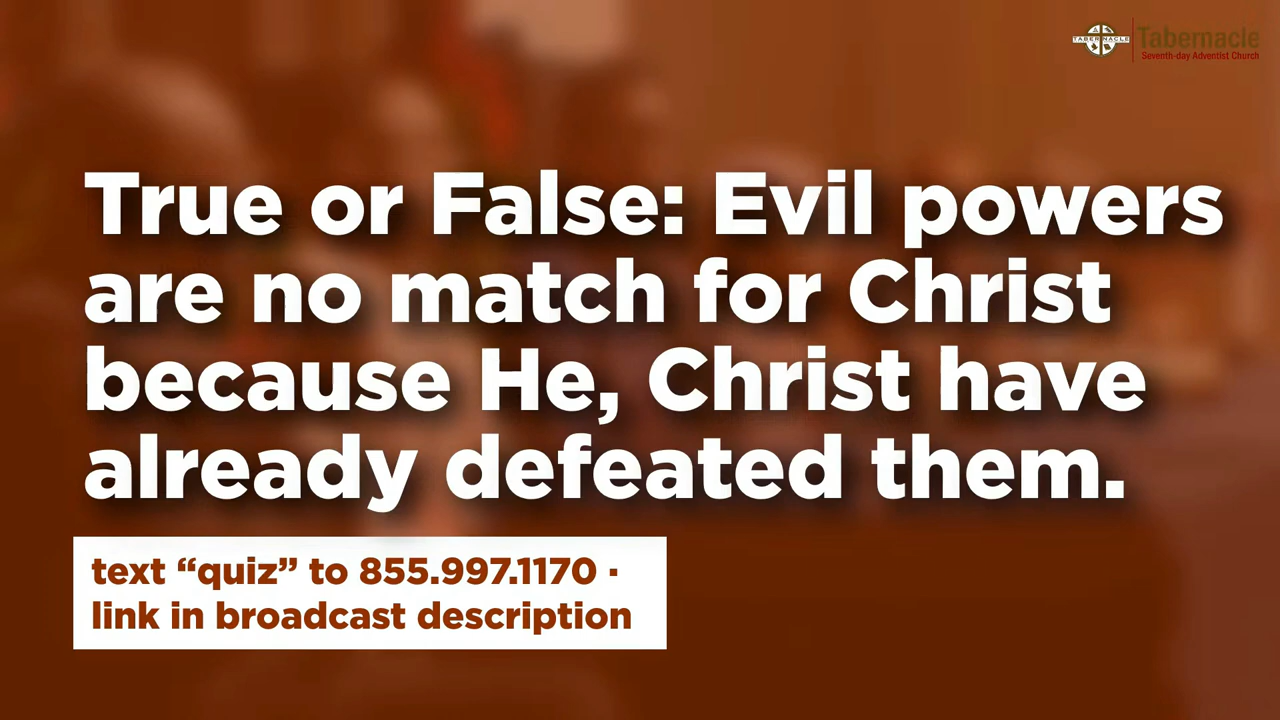 TABERNACLE
Tabernacle
Seventh-day Adventist Church
True or False: Evil powers
are no match for Christ
because He, Christ have
already defeated them.
text “quiz” to 855.997.1170 ·
link in broadcast description